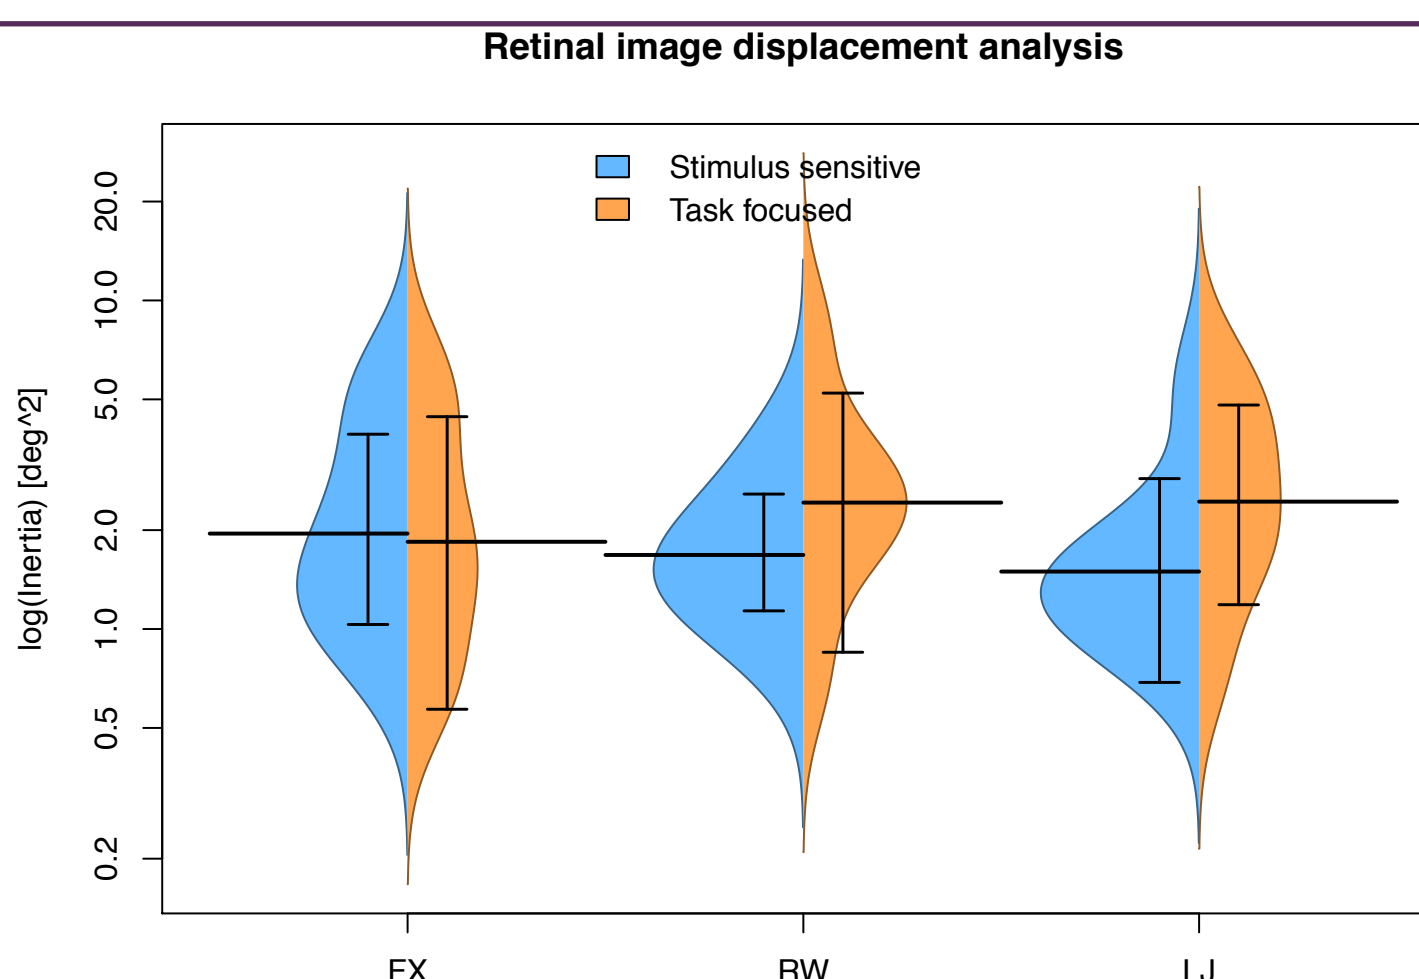 Retinal image displacement analysis
Stimulus sensitive
Task focused
log(Inertia) [deg^2]
20.0
10.0
5.0
2.0
1.0
0.5
0.2
RW
LJ